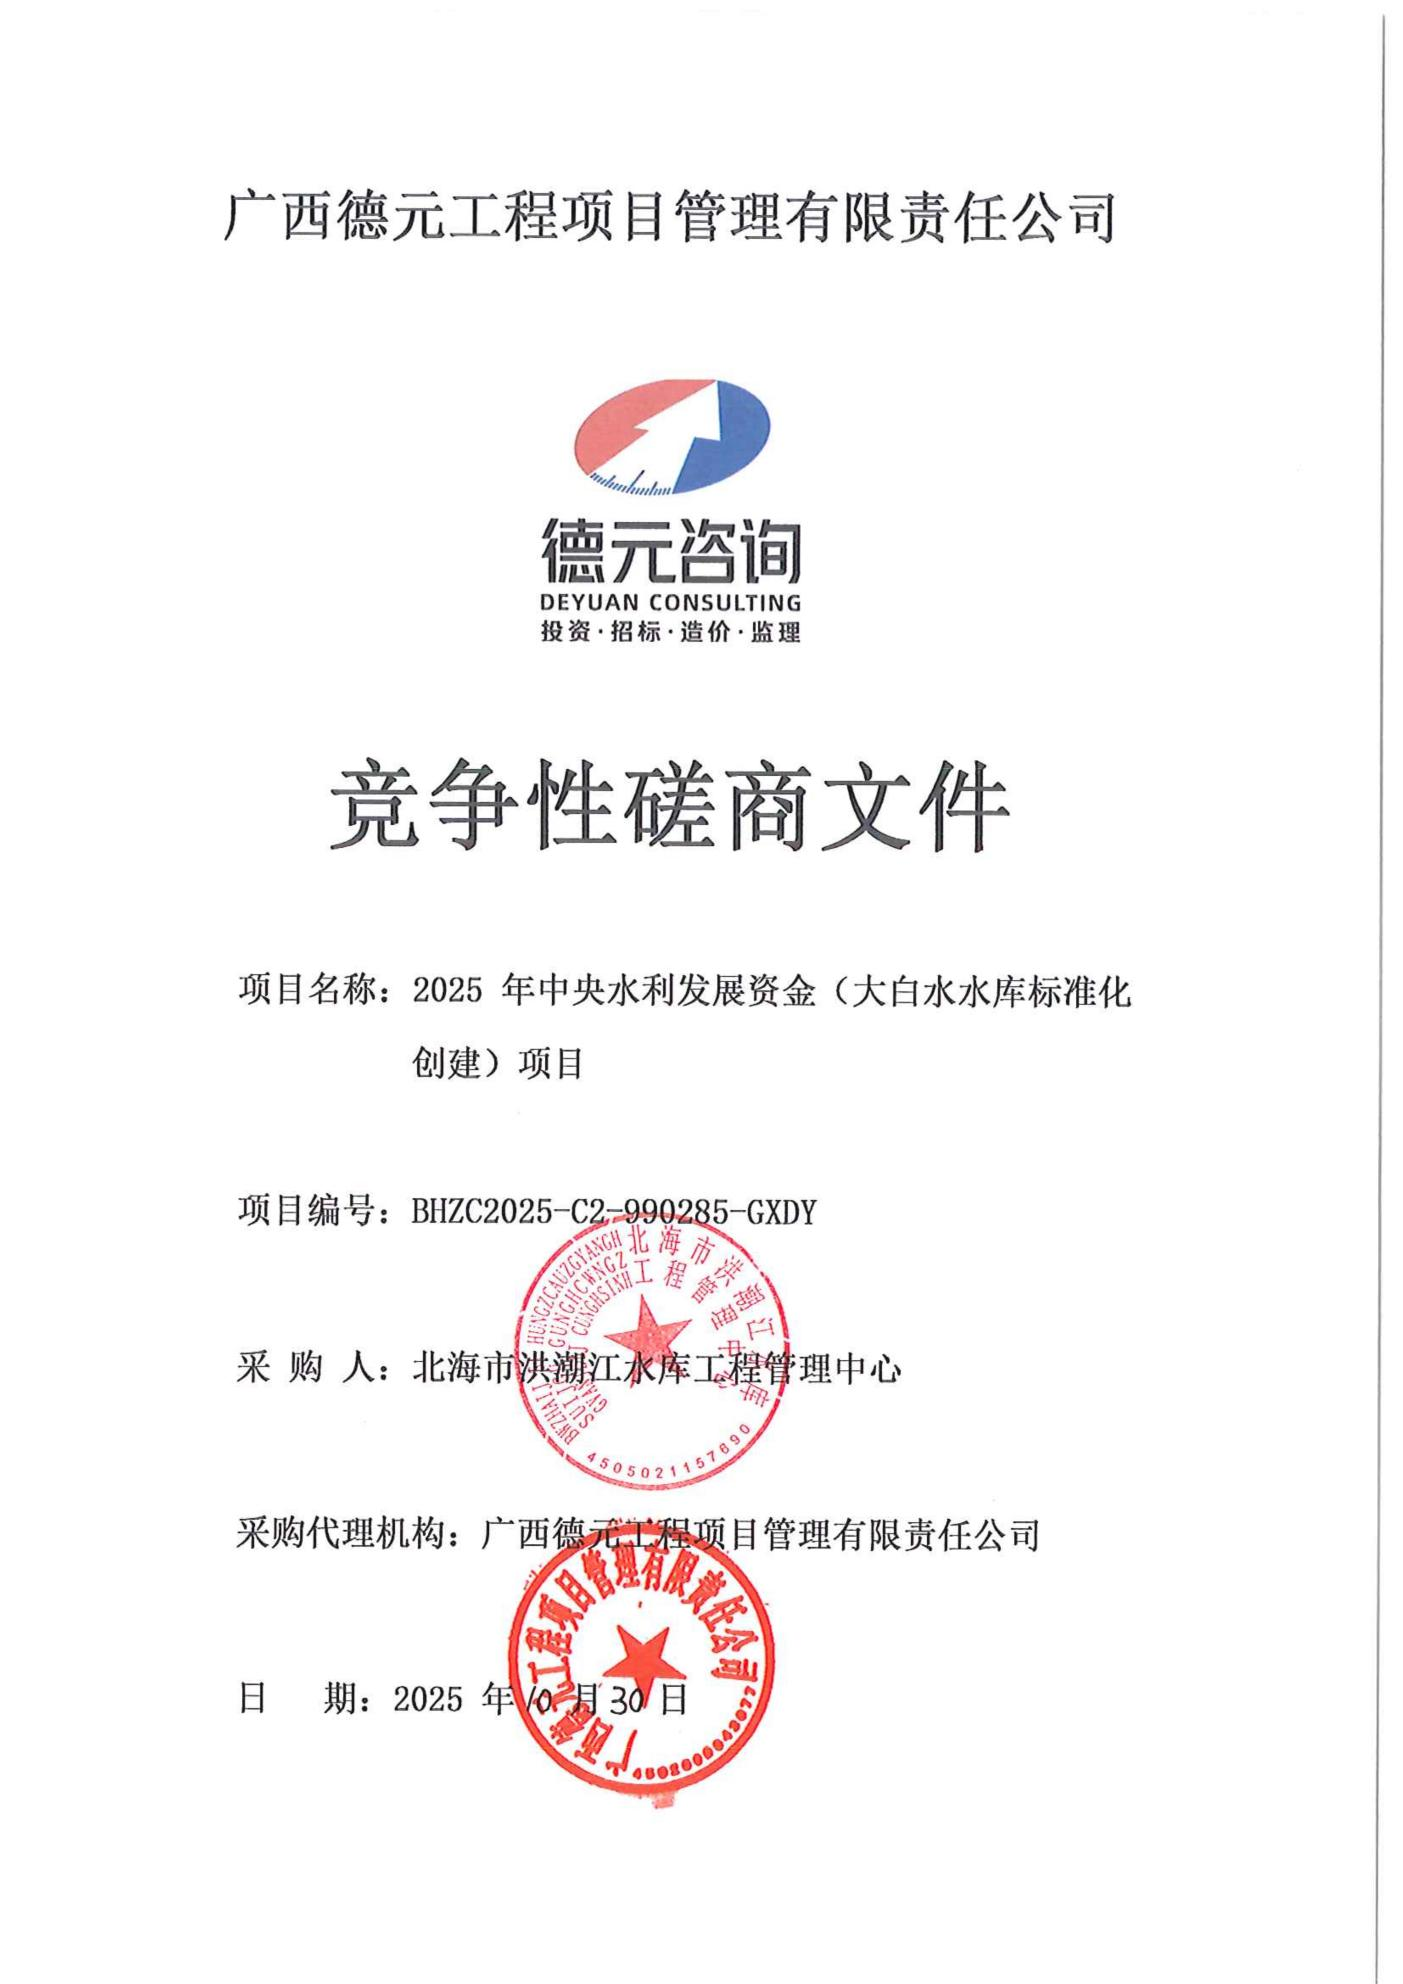 广西德元工程项目管理有限责任公司
德元咨询
DEYUAN CONSULTING
投资·招标·造价·监理
竞争性磋商文件
项目名称：2025 年中央水利发展资金（大白水水库标准化
创建）项目
项目编号：BHZC2025-C2-990285-GXDY
北海市洪潮江水库
工程管理中心
4505021157690
采 购 人：北海市洪潮江水库工程管理中心
采购代理机构：广西德元工程项目管理有限责任公司
广西德元工程项目管理有限责任公司
日 期：2025 年 10 月 30 日